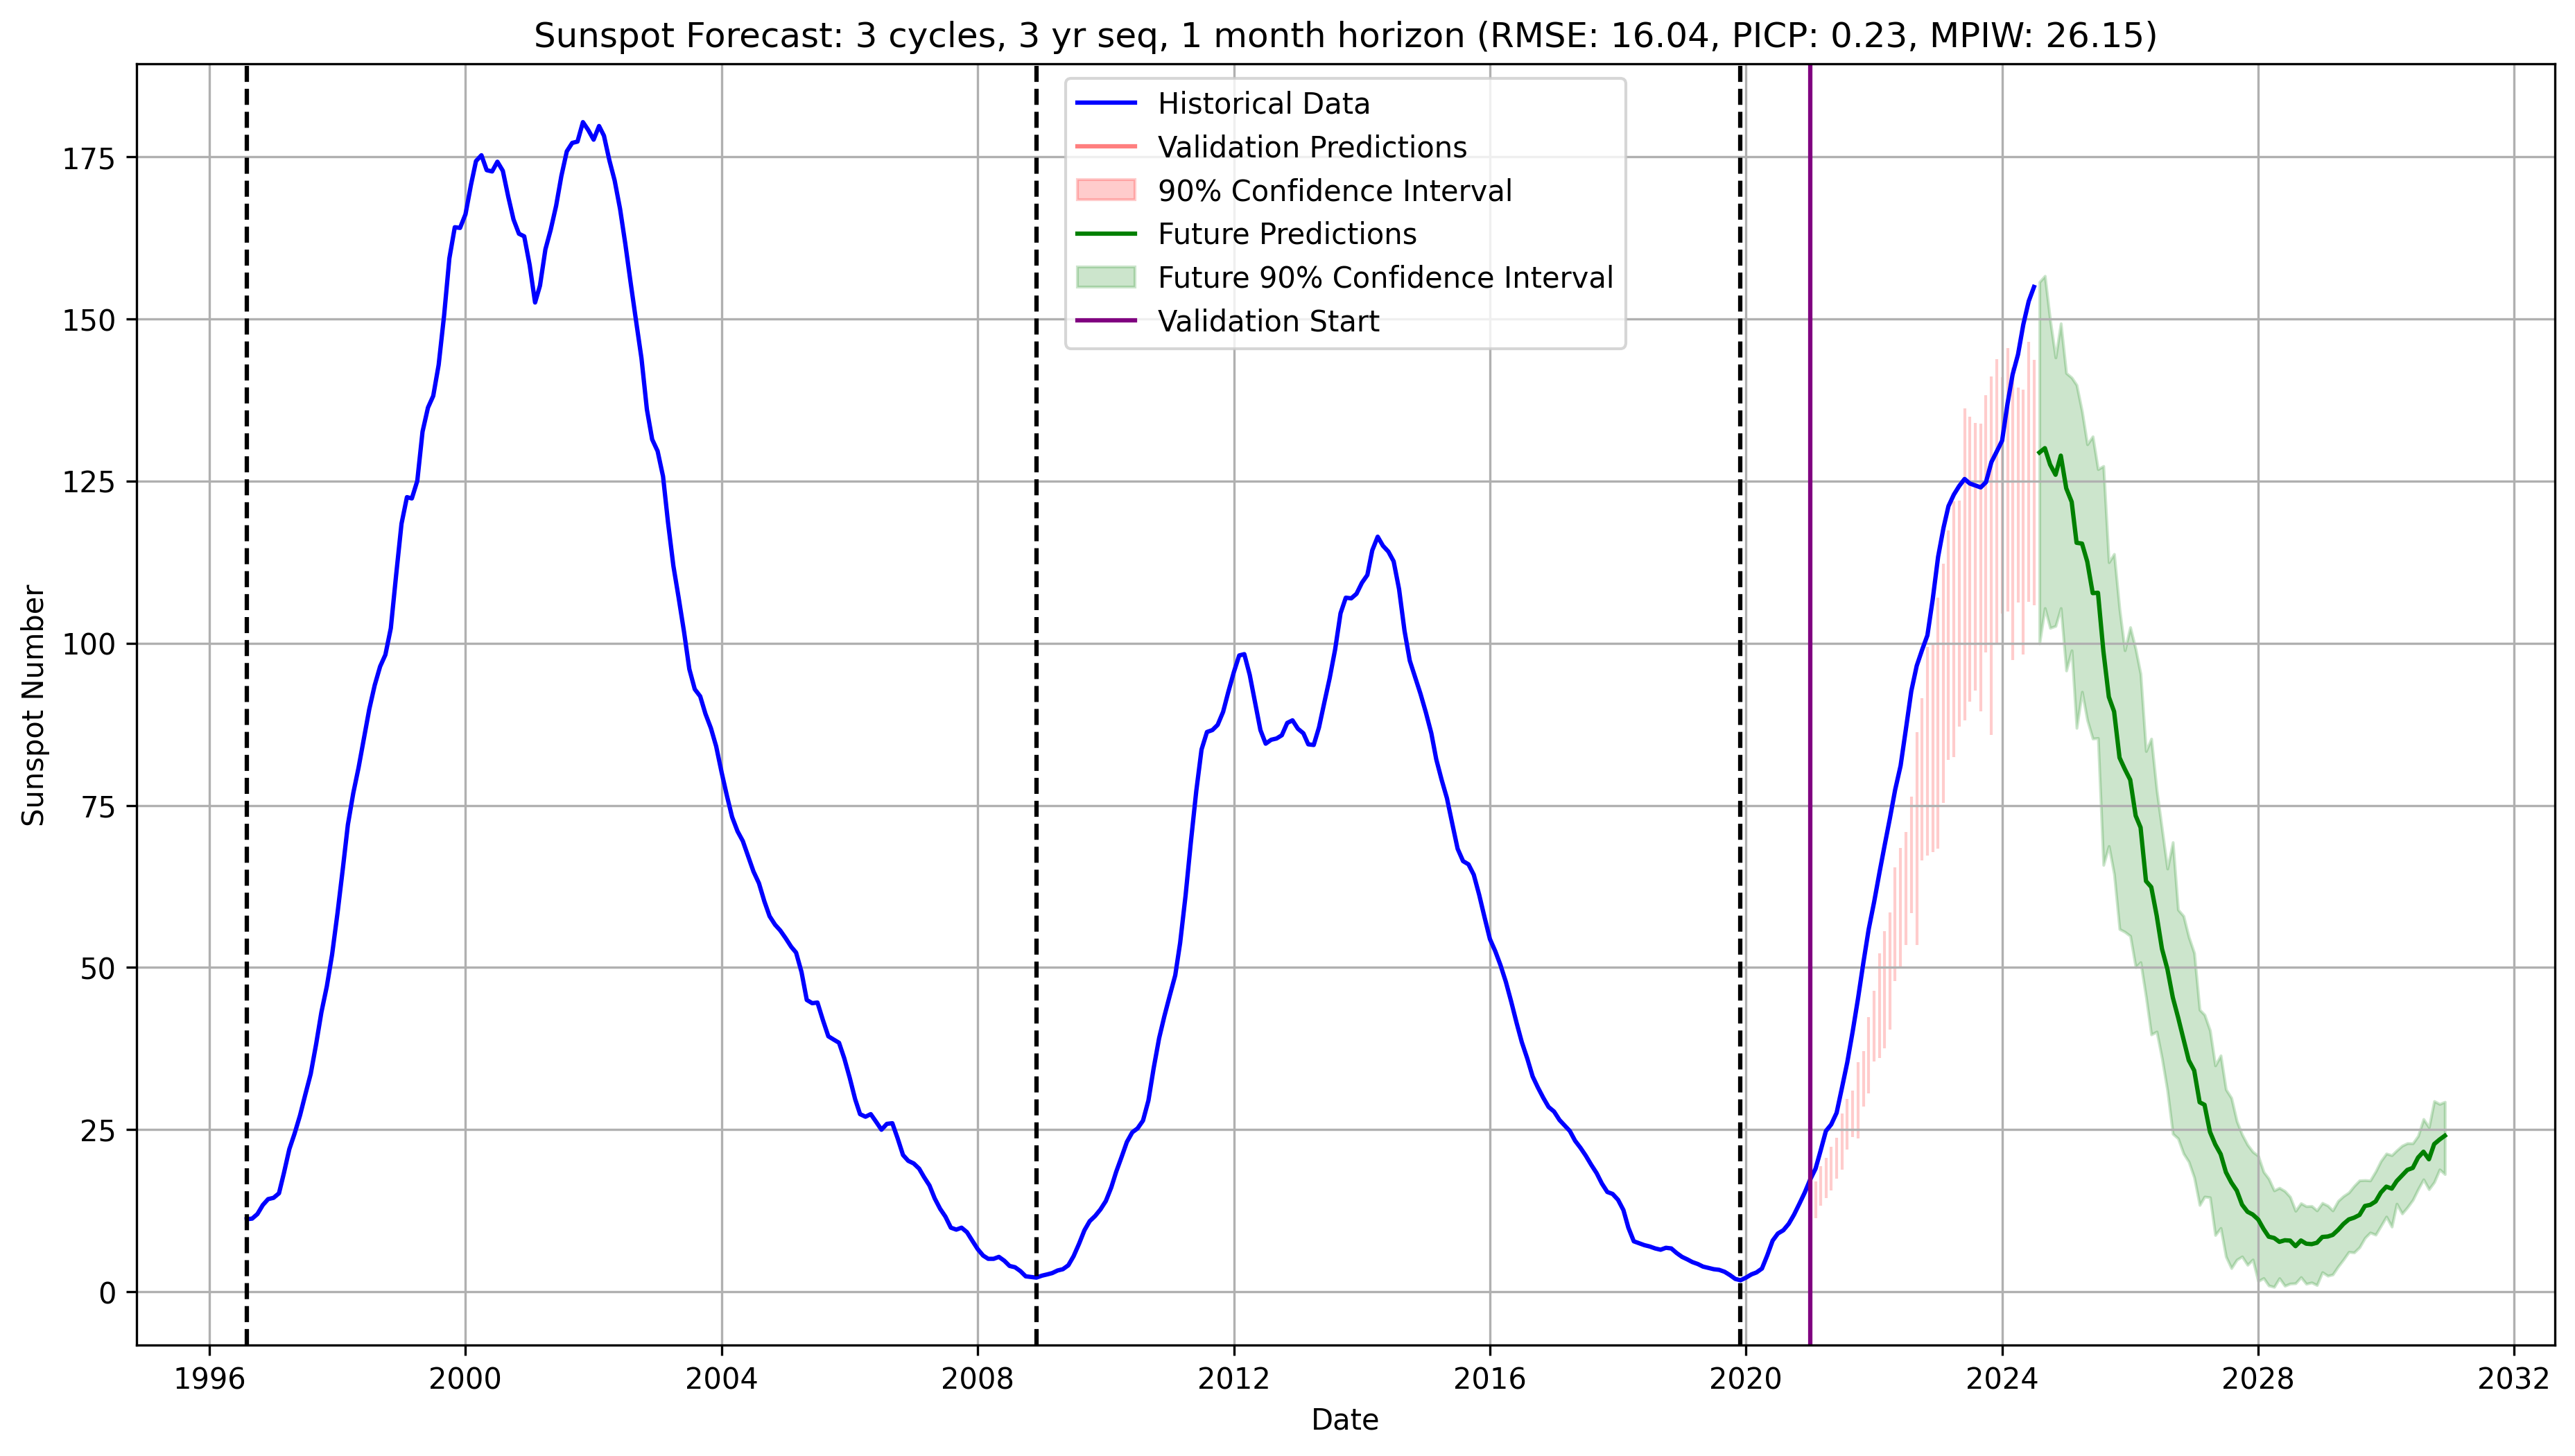 Sunspot Forecast: 3 cycles, 3 yr seq, 1 month horizon (RMSE: 16.04, PICP: 0.23, MPIW: 26.15)
Historical Data
Validation Predictions
90% Confidence Interval
Future Predictions
Future 90% Confidence Interval
Validation Start
Sunspot Number
175
150
125
100
75
50
25
0
1996 2000 2004 2008 2012 2016 2020 2024 2028 2032
Date